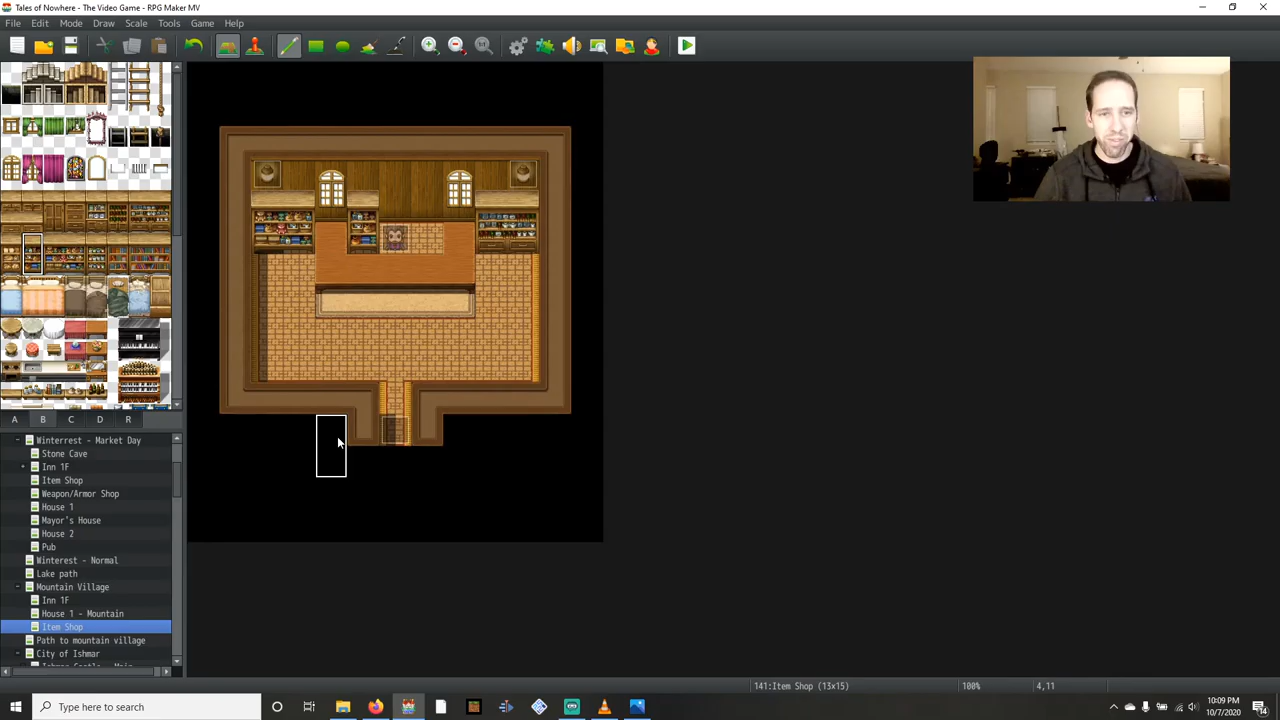 Tales of Nowhere - The Video Game - RPG Maker MV
File Edit Mode Draw Scale Tools Game Help
A B C D R
Winterrest - Market Day
Stone Cave
Inn 1F
Item Shop
Weapon/Armor Shop
House 1
Mayor's House
House 2
Pub
Winterest - Normal
Lake path
Mountain Village
Inn 1F
House 1 - Mountain
Item Shop
Path to mountain village
City of Ishmar
141:Item Shop (13x15) 100% 4,11
Type here to search
10:09 PM
10/7/2020